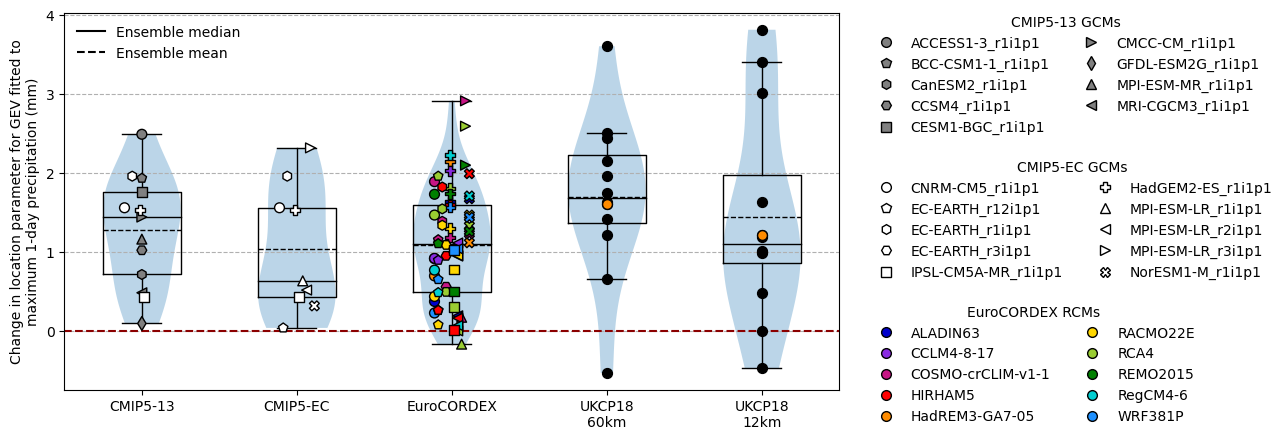 Change in location parameter for GEV fitted to
maximum 1-day precipitation (mm)
4
3
2
1
0
Ensemble median
Ensemble mean
CMIP5-13
CMIP5-EC
EuroCORDEX
UKCP18
60km
UKCP18
12km
CMIP5-13 GCMs
ACCESS1-3_r1i1p1
BCC-CSM1-1_r1i1p1
CanESM2_r1i1p1
CCSM4_r1i1p1
CESM1-BGC_r1i1p1
CMCC-CM_r1i1p1
GFDL-ESM2G_r1i1p1
MPI-ESM-MR_r1i1p1
MRI-CGCM3_r1i1p1
CMIP5-EC GCMs
CNRM-CM5_r1i1p1
EC-EARTH_r12i1p1
EC-EARTH_r1i1p1
EC-EARTH_r3i1p1
IPSL-CM5A-MR_r1i1p1
HadGEM2-ES_r1i1p1
MPI-ESM-LR_r1i1p1
MPI-ESM-LR_r2i1p1
MPI-ESM-LR_r3i1p1
NorESM1-M_r1i1p1
EuroCORDEX RCMs
ALADIN63
CCLM4-8-17
COSMO-crCLIM-v1-1
HIRHAM5
HadREM3-GA7-05
RACMO22E
RCA4
REMO2015
RegCM4-6
WRF381P